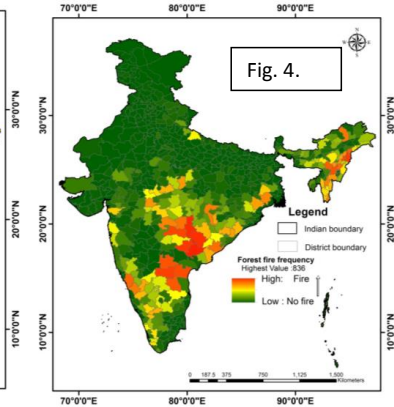 70°0'0"E 80°0'0"E 90°0'0"E
Fig. 4.
30°0'0"N 30°0'0"N
20°0'0"N 20°0'0"N
10°0'0"N 10°0'0"N
Legend
Indian boundary
District boundary
Forest fire frequency
Highest Value :836
High: Fire
Low : No fire
0 187.5 375 750 1,125 1,500
Kilometers
70°0'0"E 80°0'0"E 90°0'0"E